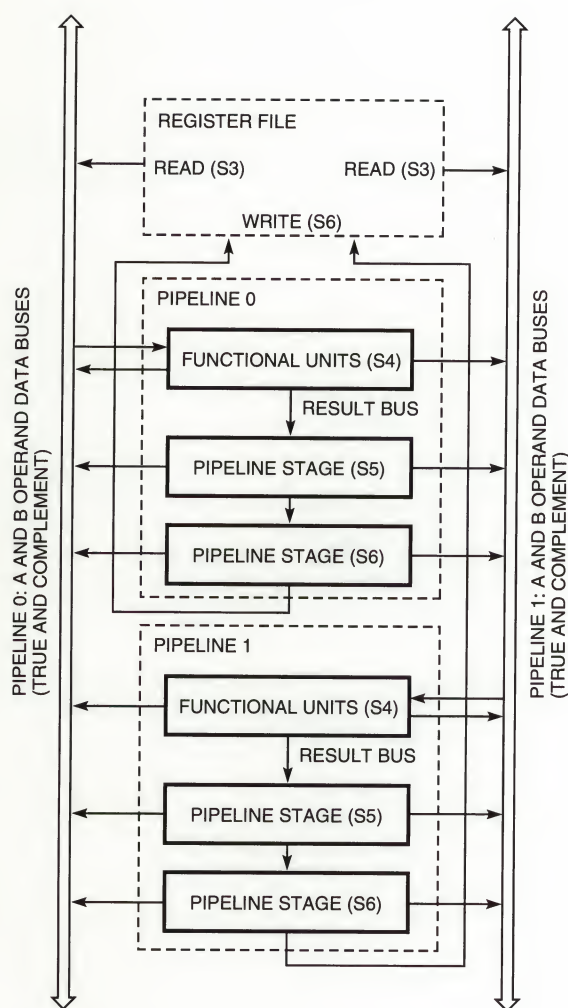 REGISTER FILE
READ (S3)
READ (S3)
WRITE (S6)
PIPELINE 0
FUNCTIONAL UNITS (S4)
RESULT BUS
PIPELINE STAGE (S5)
PIPELINE STAGE (S6)
PIPELINE 1
FUNCTIONAL UNITS (S4)
RESULT BUS
PIPELINE STAGE (S5)
PIPELINE STAGE (S6)
PIPELINE 0: A AND B OPERAND DATA BUSES
(TRUE AND COMPLEMENT)
PIPELINE 1: A AND B OPERAND DATA BUSES
(TRUE AND COMPLEMENT)